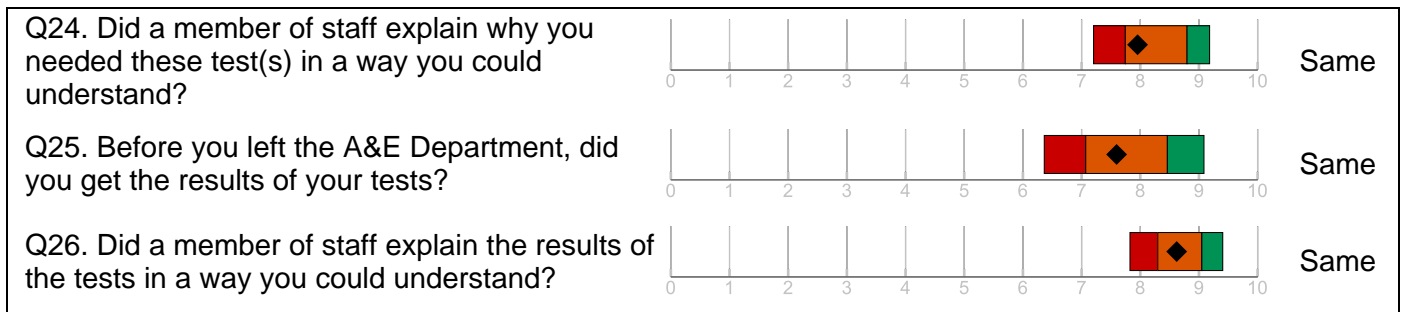 Q24. Did a member of staff explain why you
needed these test(s) in a way you could
understand?
0 1 2 3 4 5 6 7 8 9 10
Same
Q25. Before you left the A&E Department, did
you get the results of your tests?
0 1 2 3 4 5 6 7 8 9 10
Same
Q26. Did a member of staff explain the results of
the tests in a way you could understand?
0 1 2 3 4 5 6 7 8 9 10
Same